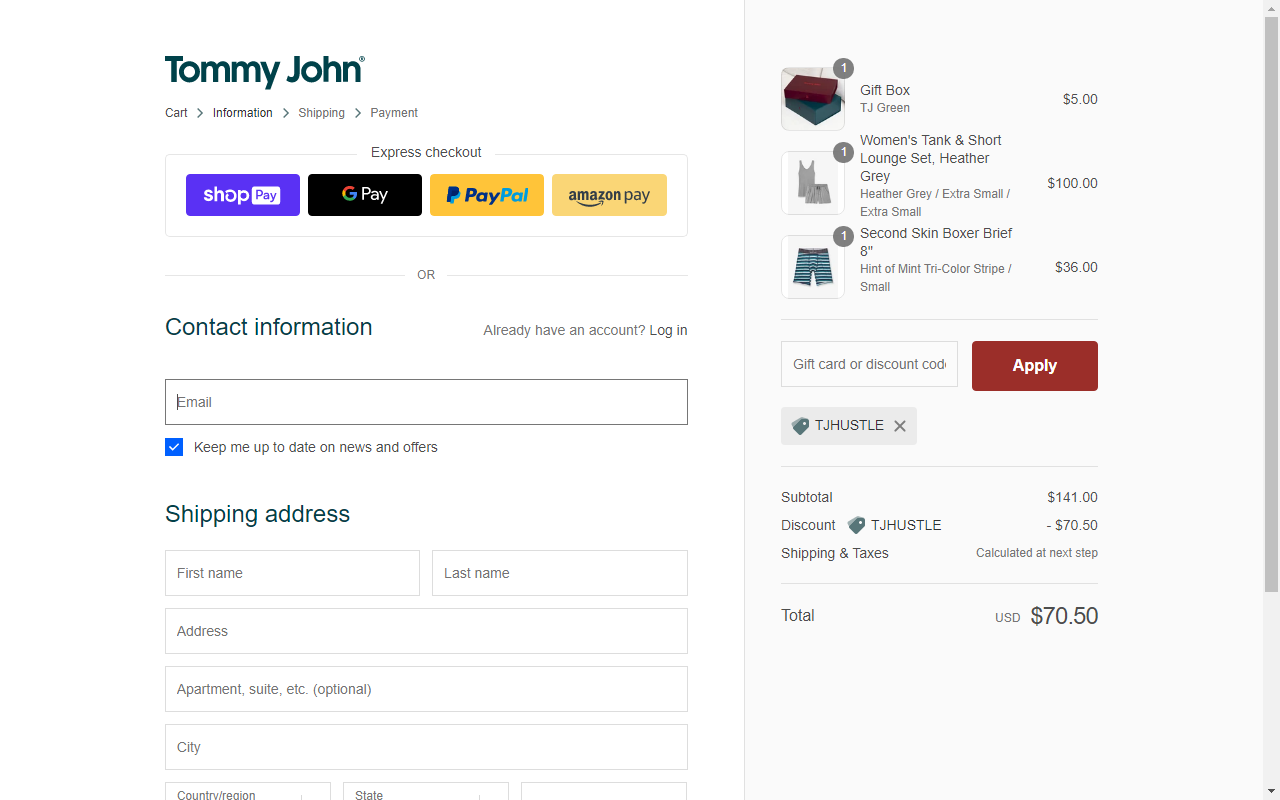 Tommy John®
Cart > Information > Shipping > Payment
Express checkout
shop Pay
G Pay
PayPal
amazon pay
OR
Contact information
Already have an account? Log in
Email
Keep me up to date on news and offers
Shipping address
First name
Last name
Address
Apartment, suite, etc. (optional)
City
Country/region
State
1
Gift Box
TJ Green
$5.00
1
Women's Tank & Short
Lounge Set, Heather
Grey
Heather Grey / Extra Small /
Extra Small
$100.00
1
Second Skin Boxer Brief
8"
Hint of Mint Tri-Color Stripe /
Small
$36.00
Gift card or discount code
Apply
TJHUSTLE
Subtotal $141.00
Discount TJHUSTLE - $70.50
Shipping & Taxes Calculated at next step
Total USD $70.50